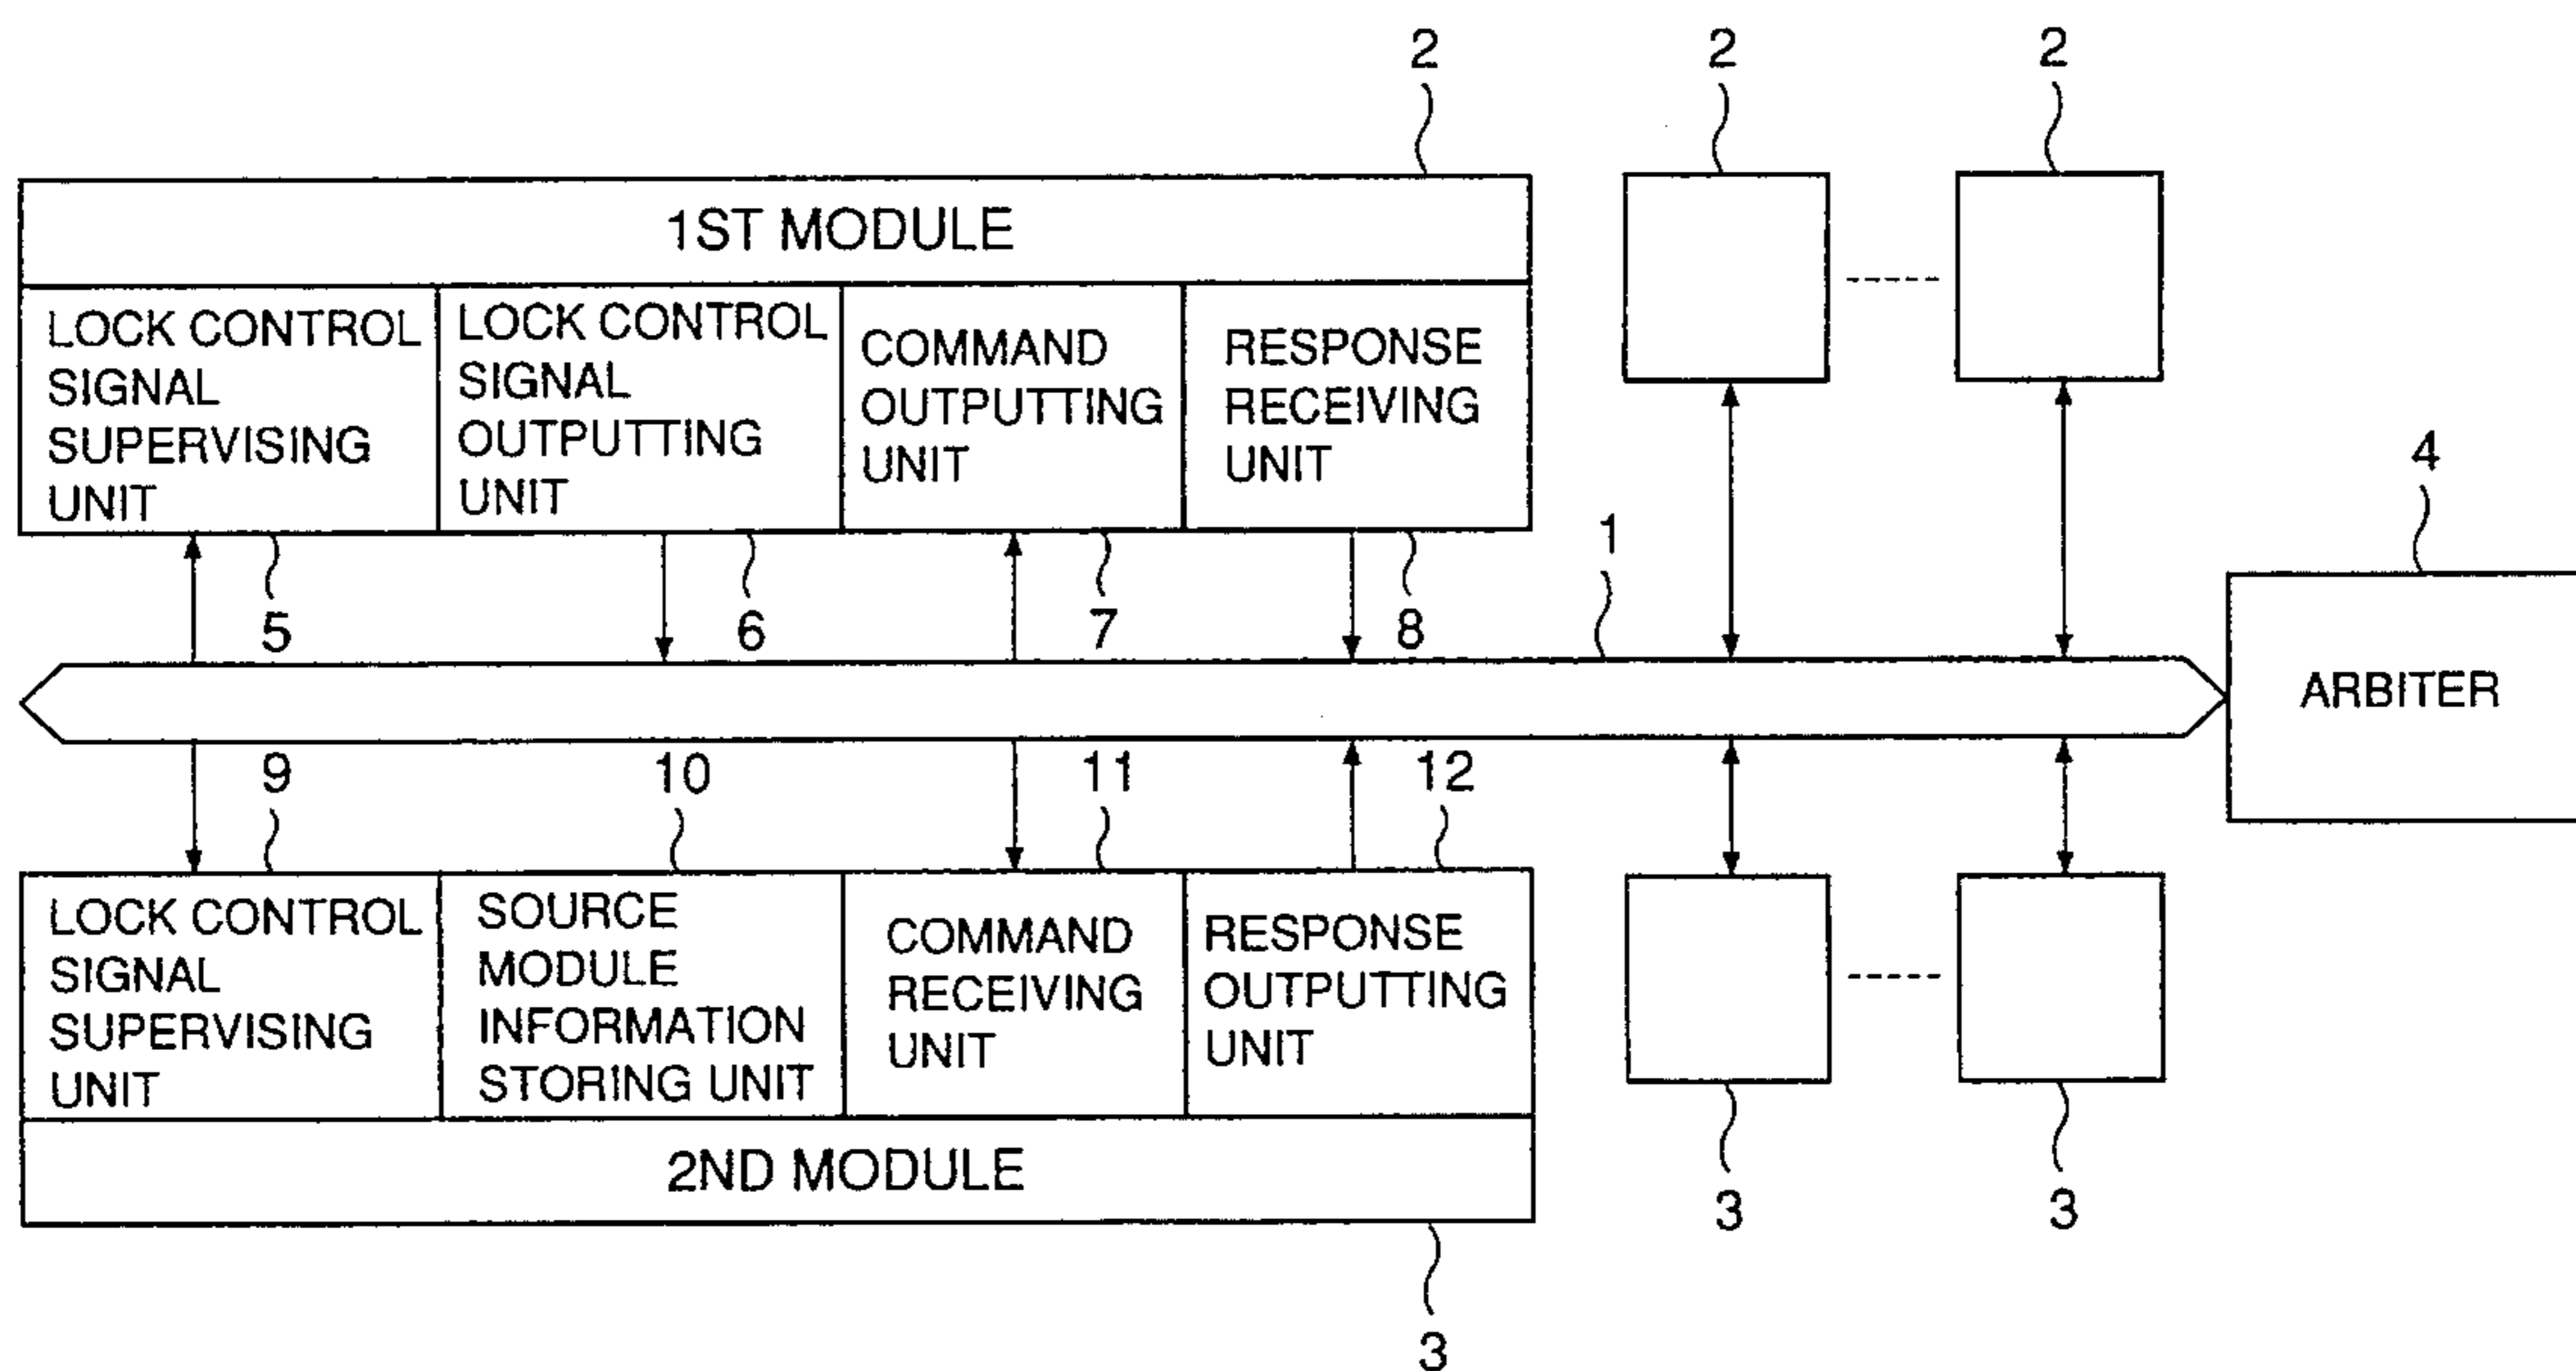 2
2
2
1ST MODULE
LOCK CONTROL
SIGNAL
SUPERVISING
UNIT
LOCK CONTROL
SIGNAL
OUTPUTTING
UNIT
COMMAND
OUTPUTTING
UNIT
RESPONSE
RECEIVING
UNIT
4
1
5
6
7
8
ARBITER
9
10
11
12
LOCK CONTROL
SIGNAL
SUPERVISING
UNIT
SOURCE
MODULE
INFORMATION
STORING UNIT
COMMAND
RECEIVING
UNIT
RESPONSE
OUTPUTTING
UNIT
2ND MODULE
3
3
3